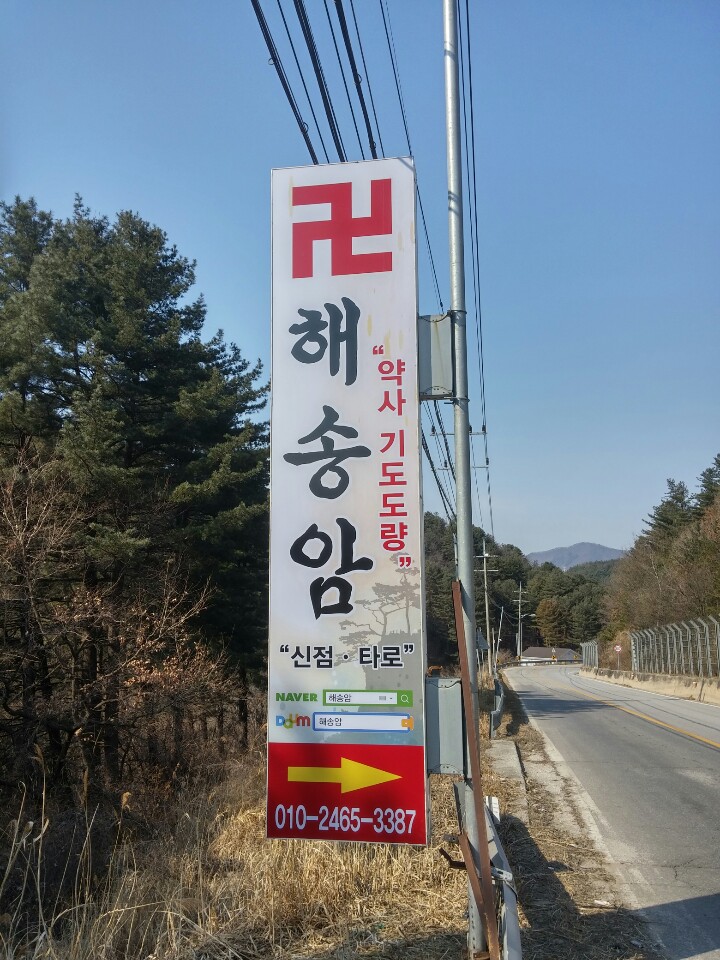 卍
해송암
“약사 기도도량”
“신점·타로”
NAVER 해송암
Daum 해송암
010-2465-3387